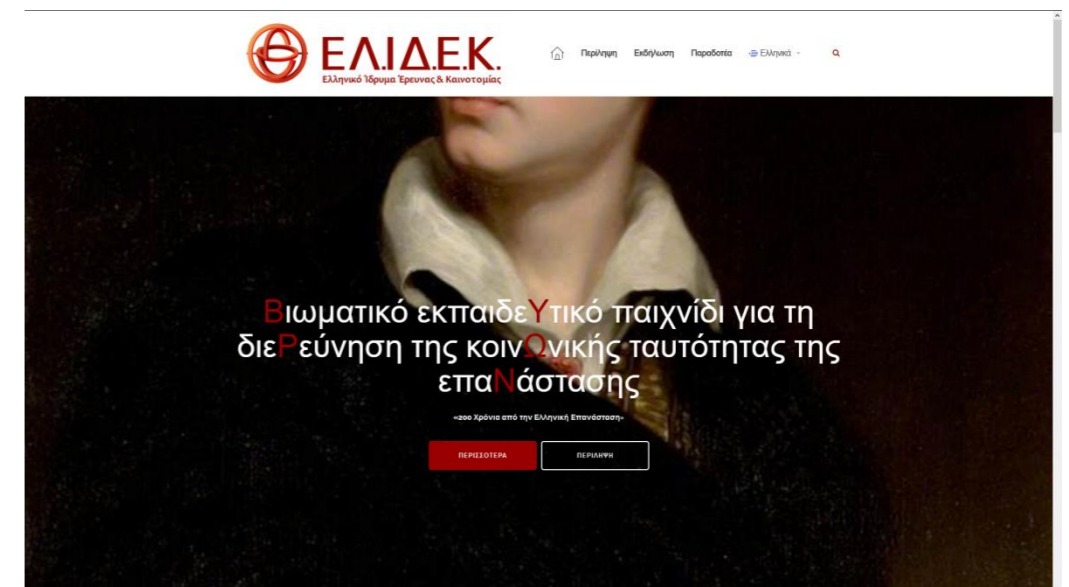 ΕΛ.ΙΔ.Ε.Κ.
Ελληνικό Ίδρυμα Έρευνας & Καινοτομίας
Περίληψη Εκδήλωση Παραδοτέα Ελληνικά
Βιωματικό εκπαιδεΥτικό παιχνίδι για τη
διεΡεύνηση της κοινΩνικής ταυτότητας της
επαΝάστασης
«200 Χρόνια από την Ελληνική Επανάσταση»
ΠΕΡΙΣΣΟΤΕΡΑ ΠΕΡΙΛΗΨΗ